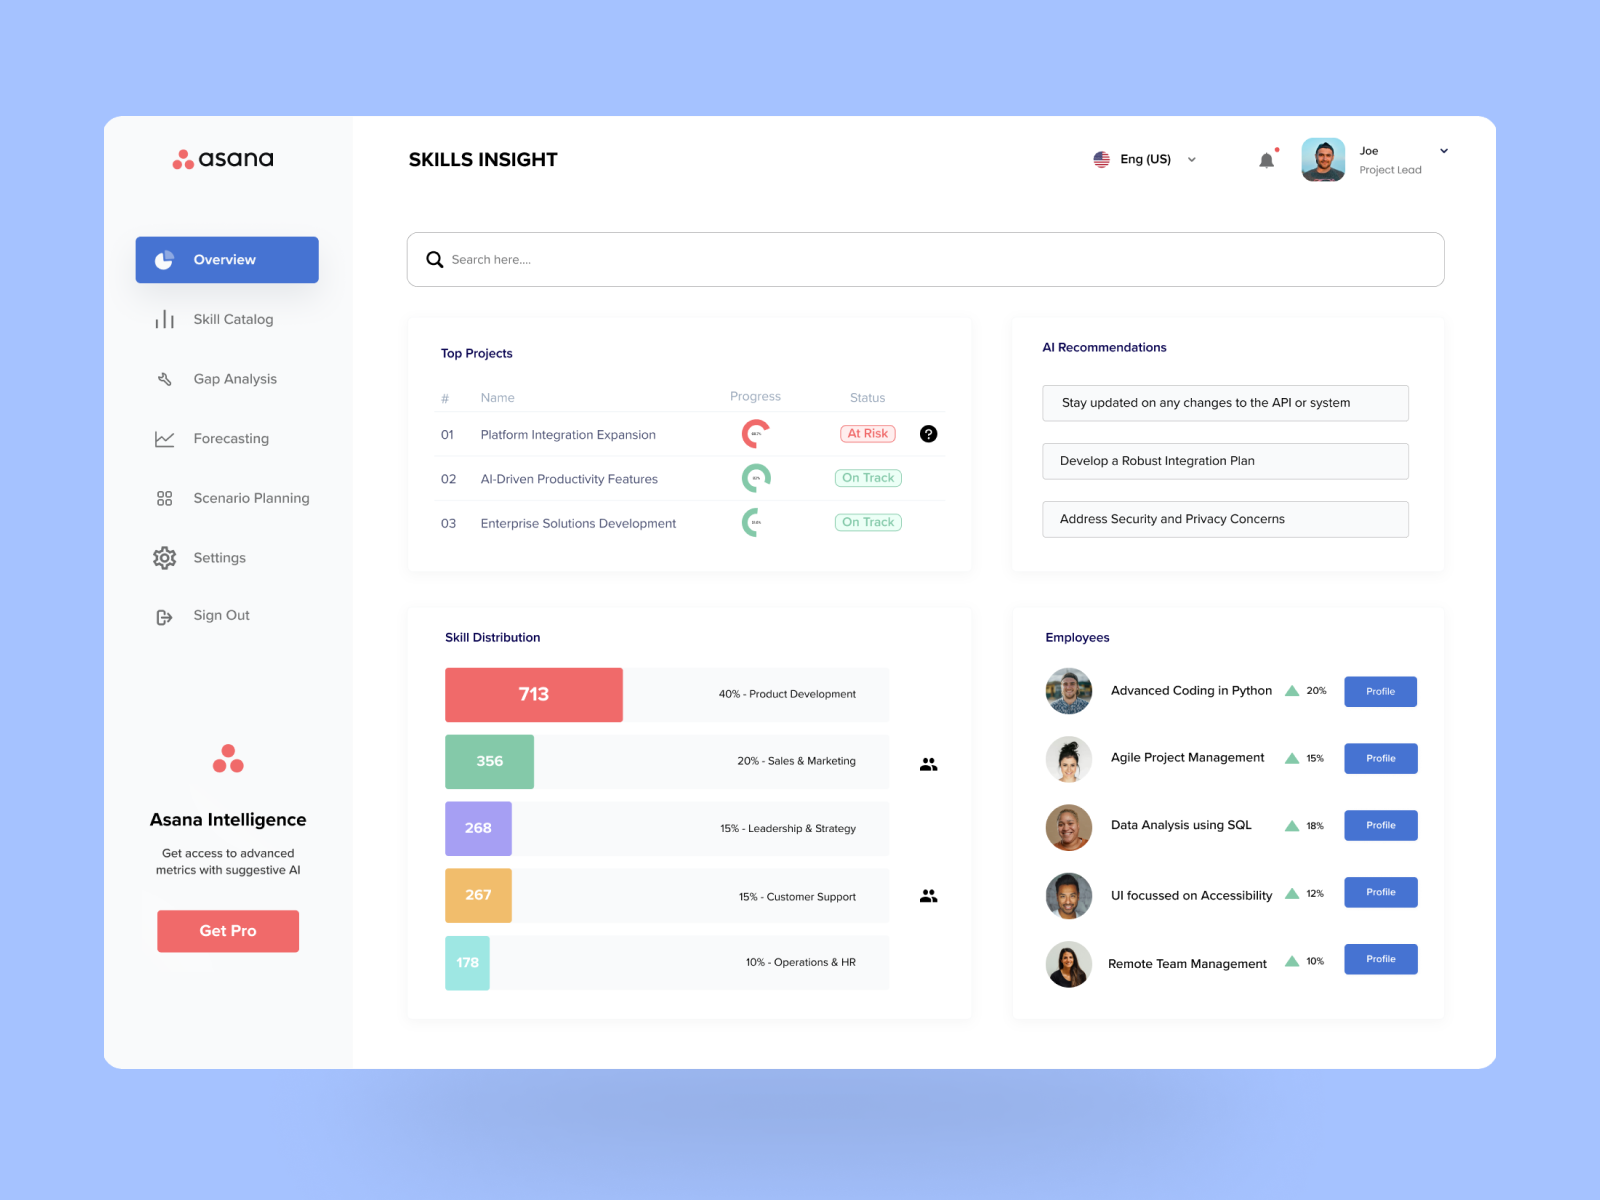 asana
SKILLS INSIGHT
Eng (US)
Joe
Project Lead
Overview
Skill Catalog
Gap Analysis
Forecasting
Scenario Planning
Settings
Sign Out
Asana Intelligence
Get access to advanced
metrics with suggestive AI
Get Pro
Search here....
Top Projects
# Name Progress Status
01 Platform Integration Expansion At Risk ?
02 AI-Driven Productivity Features On Track
03 Enterprise Solutions Development On Track
AI Recommendations
Stay updated on any changes to the API or system
Develop a Robust Integration Plan
Address Security and Privacy Concerns
Skill Distribution
713 40% - Product Development
356 20% - Sales & Marketing
268 15% - Leadership & Strategy
267 15% - Customer Support
178 10% - Operations & HR
Employees
Advanced Coding in Python 20% Profile
Agile Project Management 15% Profile
Data Analysis using SQL 18% Profile
UI focussed on Accessibility 12% Profile
Remote Team Management 10% Profile